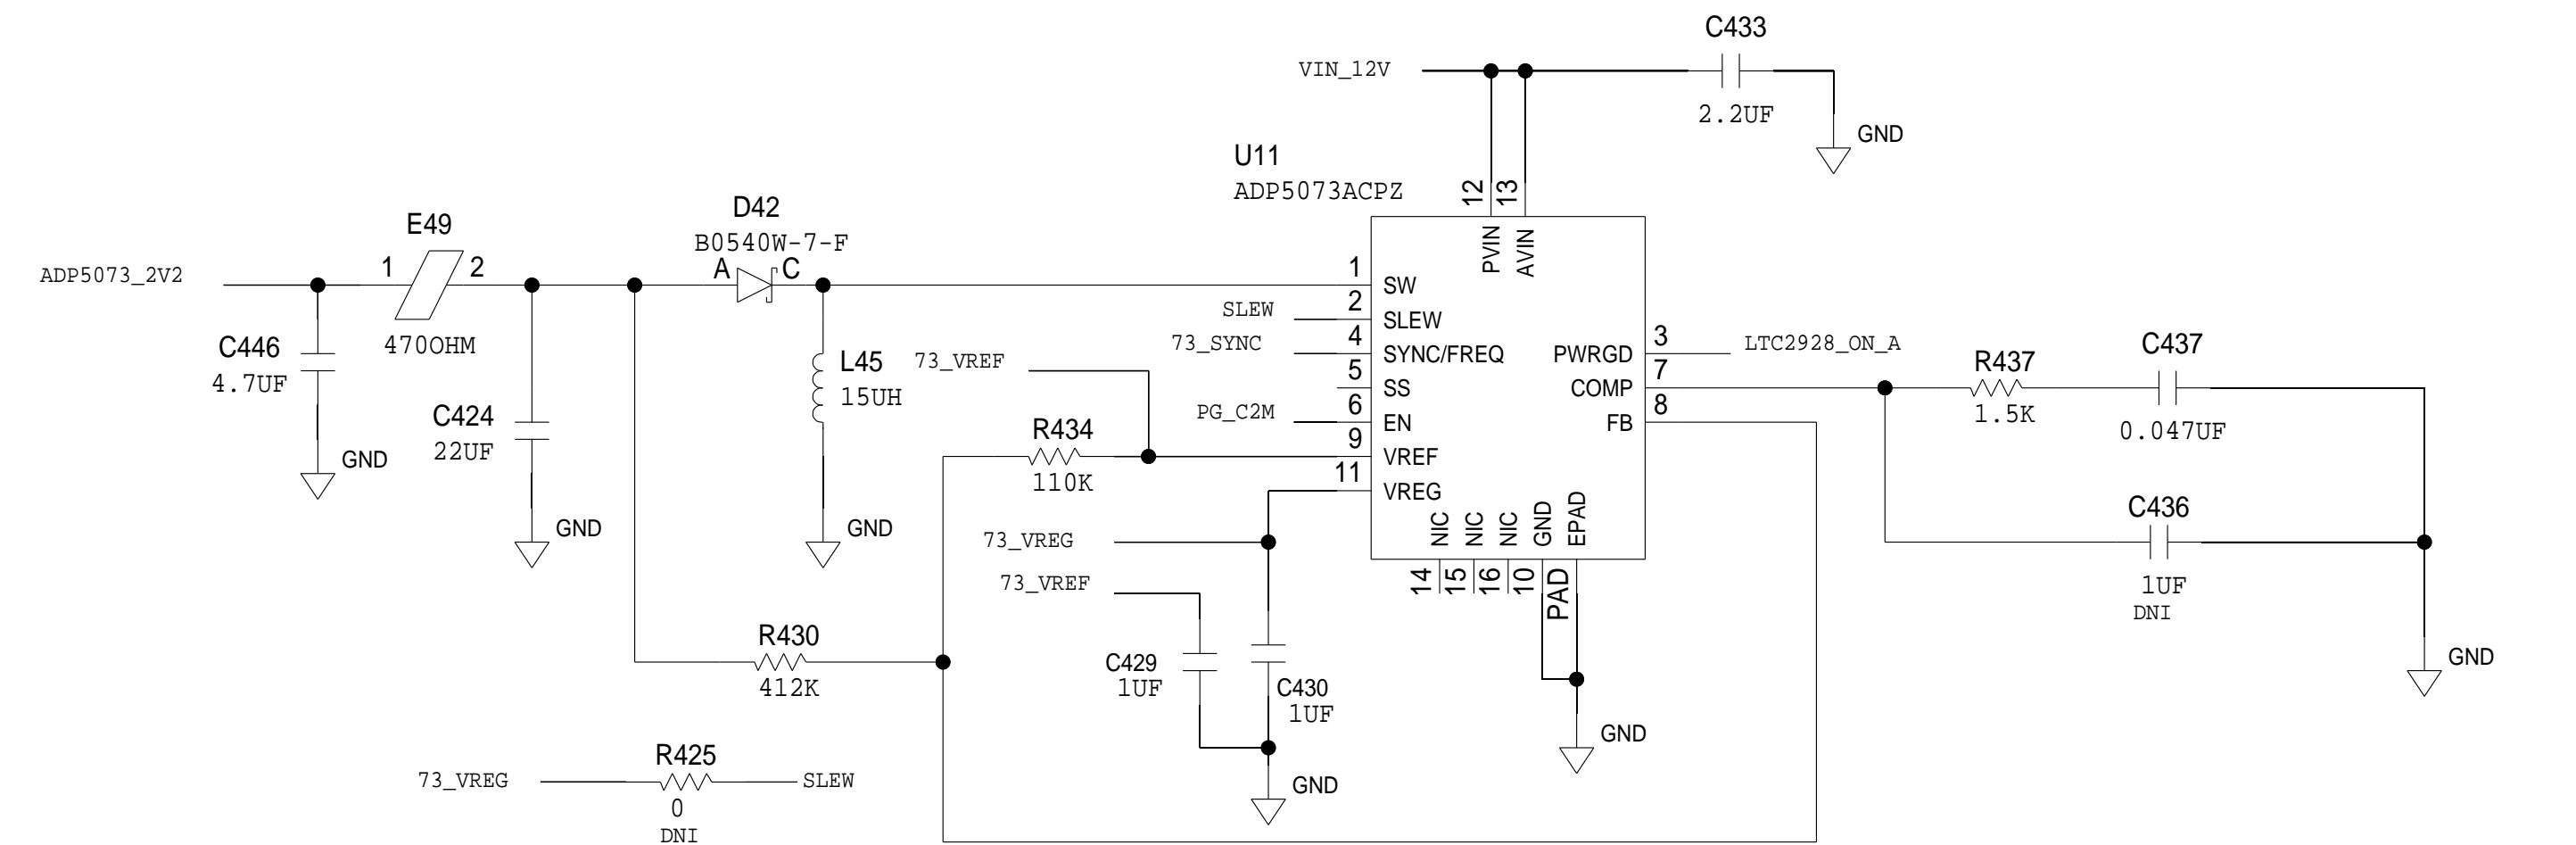 C433
VIN_12V
2.2UF
GND
U11
ADP5073ACPZ
12
13
PVIN
AVIN
E49
D42
B0540W-7-F
A
C
1
2
ADP5073_2V2
470OHM
C446
4.7UF
GND
C424
22UF
GND
L45
15UH
GND
1
SW
SLEW
2
SLEW
73_SYNC
4
SYNC/FREQ
5
SS
PG_C2M
6
EN
9
VREF
11
VREG
PWRGD
3
LTC2928_ON_A
COMP
7
FB
8
R437
1.5K
C437
0.047UF
C436
1UF
DNI
GND
73_VREF
R434
110K
73_VREG
73_VREF
NIC
NIC
NIC
GND
EPAD
14
15
16
10
PAD
GND
R430
412K
C429
1UF
C430
1UF
GND
R425
73_VREG
SLEW
0
DNI